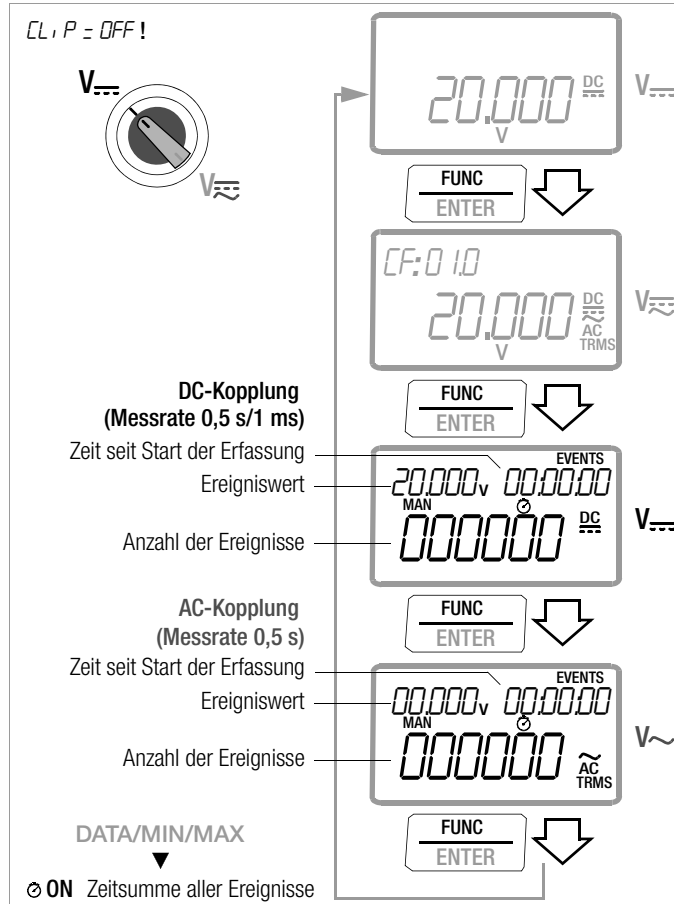 CLiP = OFF !
V
V
20.000 DC
V
V
FUNC
ENTER
CF:01.0
20.000 DC
AC
TRMS
V
V
DC-Kopplung
(Messrate 0,5 s/1 ms)
FUNC
ENTER
Zeit seit Start der Erfassung
EVENTS
Ereigniswert
20.000 V 00:00:00
MAN
Anzahl der Ereignisse
000000 DC
V
AC-Kopplung
(Messrate 0,5 s)
FUNC
ENTER
Zeit seit Start der Erfassung
EVENTS
Ereigniswert
00.000 V 00:00:00
MAN
Anzahl der Ereignisse
000000 ~
AC
TRMS
V~
DATA/MIN/MAX
▼
FUNC
ENTER
ON Zeitsumme aller Ereignisse